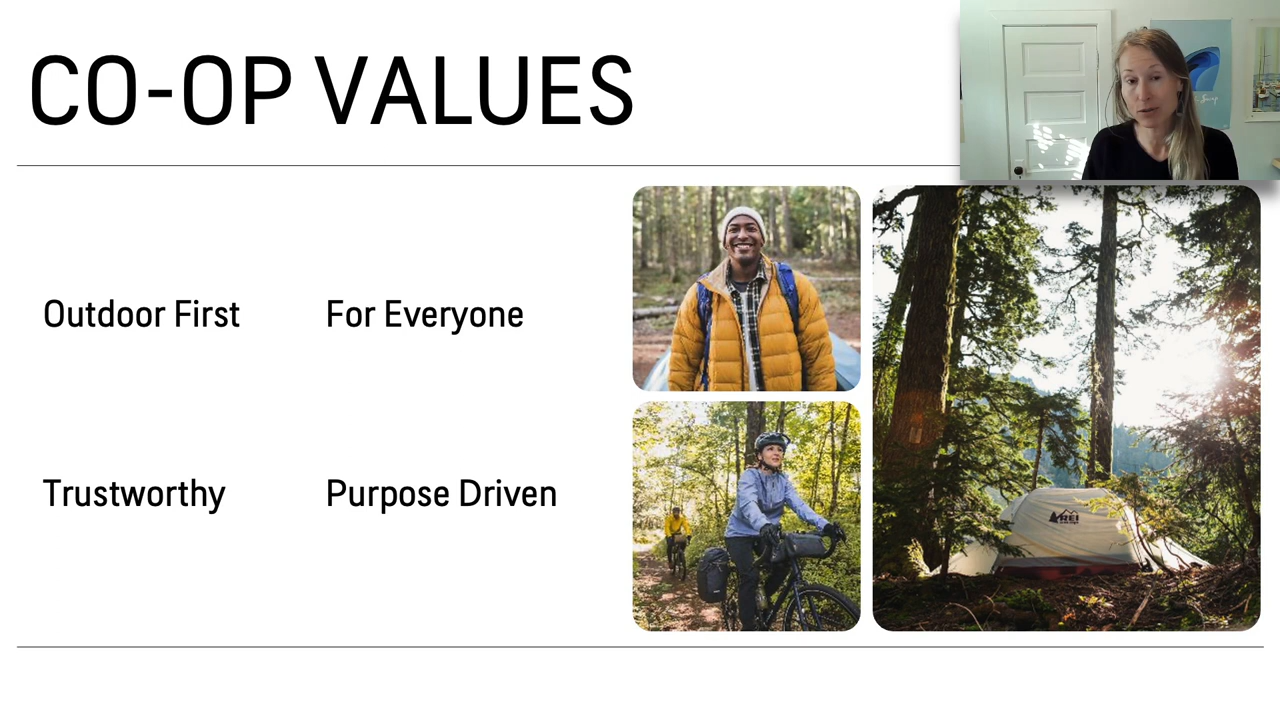 CO-OP VALUES
Outdoor First
For Everyone
Trustworthy
Purpose Driven
REI